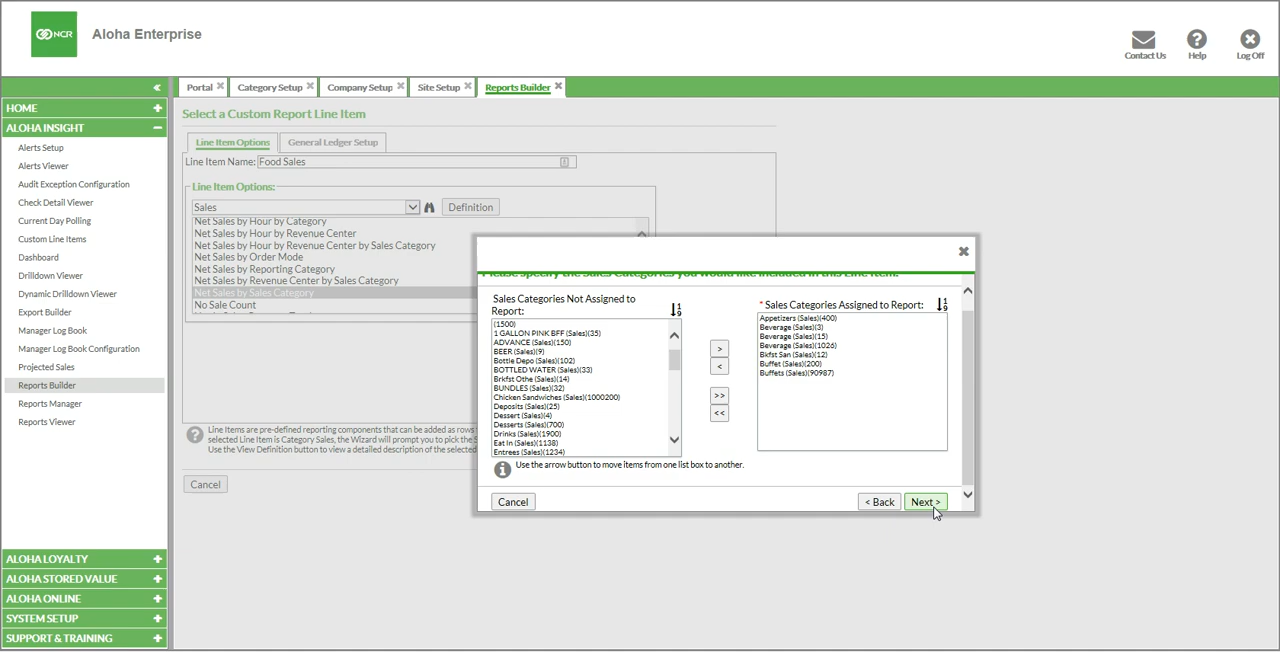 NCR
Aloha Enterprise
Contact Us
Help
Log Off
«
HOME +
ALOHA INSIGHT −
Alerts Setup
Alerts Viewer
Audit Exception Configuration
Check Detail Viewer
Current Day Polling
Custom Line Items
Dashboard
Drilldown Viewer
Dynamic Drilldown Viewer
Export Builder
Manager Log Book
Manager Log Book Configuration
Projected Sales
Reports Builder
Reports Manager
Reports Viewer
ALOHA LOYALTY +
ALOHA STORED VALUE +
ALOHA ONLINE +
SYSTEM SETUP +
SUPPORT & TRAINING +
Portal
Category Setup
Company Setup
Site Setup
Reports Builder
Select a Custom Report Line Item
Line Item Options
General Ledger Setup
Line Item Name: Food Sales
Line Item Options:
Sales
Definition
Net Sales by Hour by Category
Net Sales by Hour by Revenue Center
Net Sales by Hour by Revenue Center by Sales Category
Net Sales by Order Mode
Net Sales by Reporting Category
Net Sales by Revenue Center by Sales Category
Net Sales by Sales Category
No Sale Count
Line Items are pre-defined reporting components that can be added as rows
selected Line Item is Category Sales, the Wizard will prompt you to pick the S
Use the View Definition button to view a detailed description of the selected
Cancel
Please specify the Sales Categories you would like included in this Line Item.
Sales Categories Not Assigned to
Report:
(1500)
1 GALLON PINK BFF (Sales)(35)
ADVANCE (Sales)(150)
BEER (Sales)(9)
Bottle Depo (Sales)(102)
BOTTLED WATER (Sales)(33)
Brkfst Othe (Sales)(14)
BUNDLES (Sales)(32)
Chicken Sandwiches (Sales)(1000200)
Deposits (Sales)(25)
Dessert (Sales)(4)
Desserts (Sales)(700)
Drinks (Sales)(1900)
Eat In (Sales)(1138)
Entrees (Sales)(1234)
>
<
>>
<<
* Sales Categories Assigned to Report:
Appetizers (Sales)(400)
Beverage (Sales)(3)
Beverage (Sales)(15)
Beverage (Sales)(1026)
Bkfst San (Sales)(12)
Buffet (Sales)(200)
Buffets (Sales)(90987)
Use the arrow button to move items from one list box to another.
Cancel
< Back
Next >